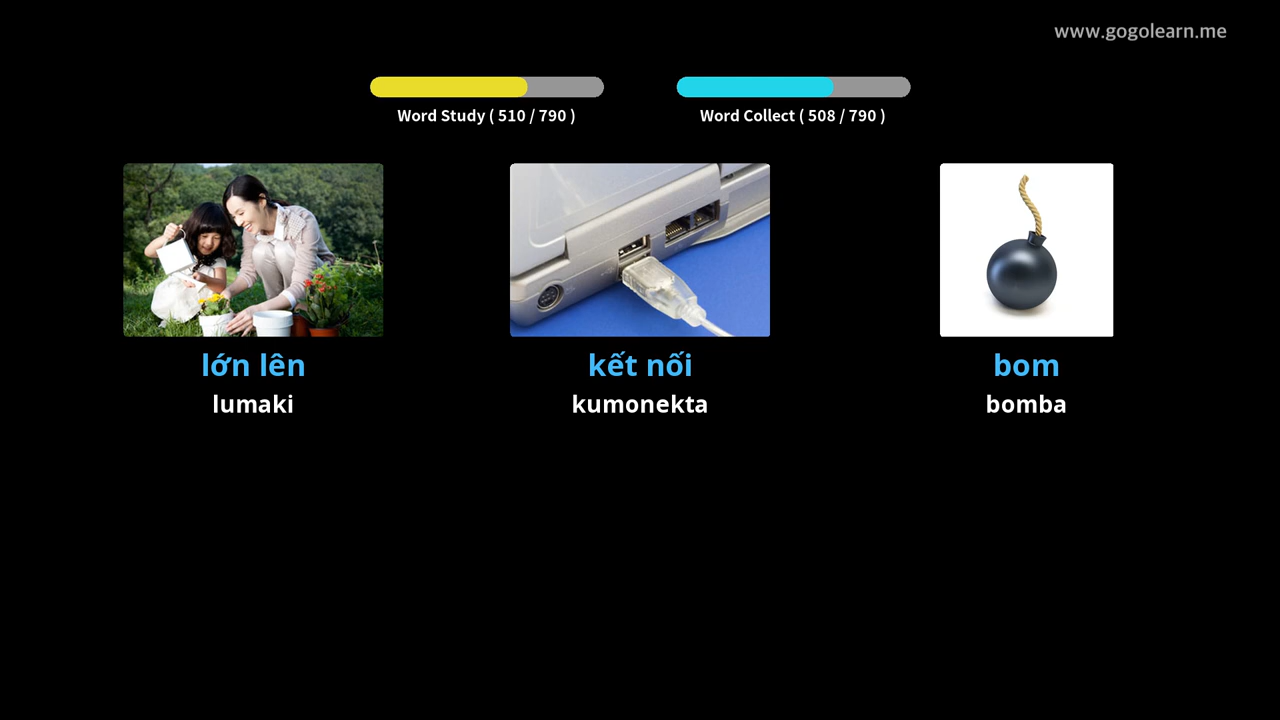 www.gogolearn.me
Word Study ( 510 / 790 )
Word Collect ( 508 / 790 )
lớn lên
kết nối
bom
lumaki
kumonekta
bomba